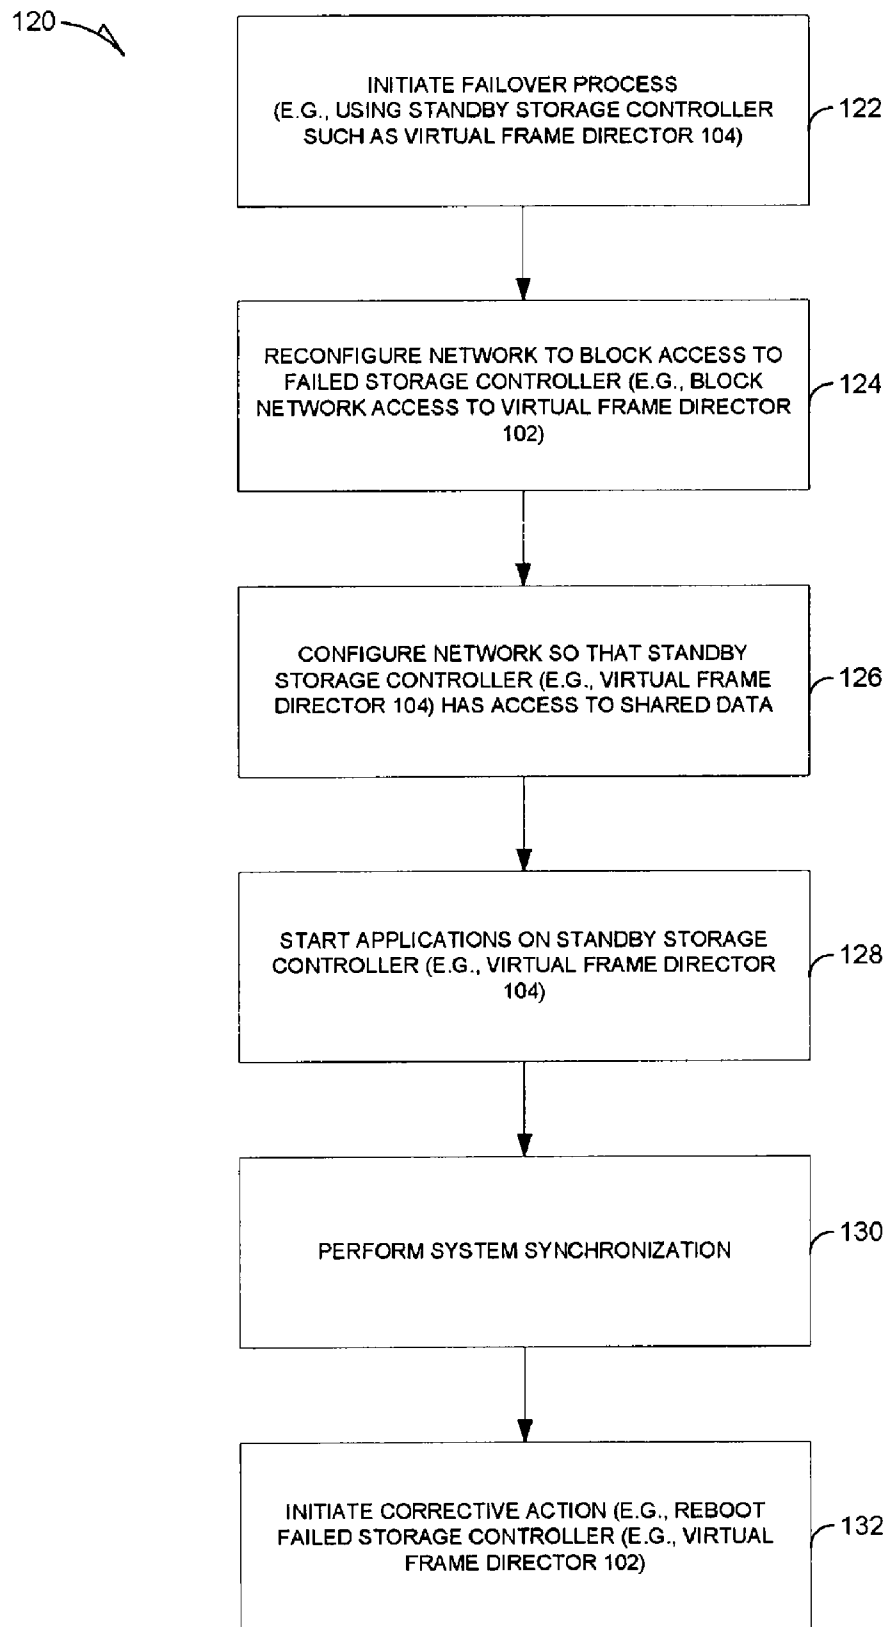 120
INITIATE FAILOVER PROCESS
(E.G., USING STANDBY STORAGE CONTROLLER
SUCH AS VIRTUAL FRAME DIRECTOR 104)
122
RECONFIGURE NETWORK TO BLOCK ACCESS TO
FAILED STORAGE CONTROLLER (E.G., BLOCK
NETWORK ACCESS TO VIRTUAL FRAME DIRECTOR
102)
124
CONFIGURE NETWORK SO THAT STANDBY
STORAGE CONTROLLER (E.G., VIRTUAL FRAME
DIRECTOR 104) HAS ACCESS TO SHARED DATA
126
START APPLICATIONS ON STANDBY STORAGE
CONTROLLER (E.G., VIRTUAL FRAME DIRECTOR
104)
128
PERFORM SYSTEM SYNCHRONIZATION
130
INITIATE CORRECTIVE ACTION (E.G., REBOOT
FAILED STORAGE CONTROLLER (E.G., VIRTUAL
FRAME DIRECTOR 102)
132